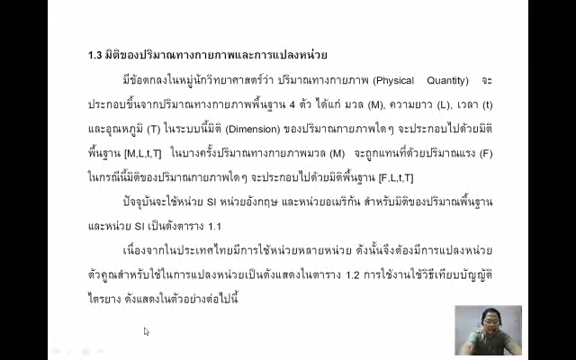 1.3 มิติของปริมาณทางกายภาพและการแปลงหน่วย
มีข้อตกลงในหมู่นักวิทยาศาสตร์ว่า ปริมาณทางกายภาพ (Physical Quantity) จะ
ประกอบขึ้นจากปริมาณทางกายภาพพื้นฐาน 4 ตัว ได้แก่ มวล (M), ความยาว (L), เวลา (t)
และอุณหภูมิ (T) ในระบบนี้มิติ (Dimension) ของปริมาณกายภาพใดๆ จะประกอบไปด้วยมิติ
พื้นฐาน [M,L,t,T] ในบางครั้งปริมาณทางกายภาพมวล (M) จะถูกแทนที่ด้วยปริมาณแรง (F)
ในกรณีนี้มิติของปริมาณกายภาพใดๆ จะประกอบไปด้วยมิติพื้นฐาน [F,L,t,T]
ปัจจุบันจะใช้หน่วย SI หน่วยอังกฤษ และหน่วยอเมริกัน สำหรับมิติของปริมาณพื้นฐาน
และหน่วย SI เป็นดังตาราง 1.1
เนื่องจากในประเทศไทยมีการใช้หน่วยหลายหน่วย ดังนั้นจึงต้องมีการแปลงหน่วย
ตัวคูณสำหรับใช้ในการแปลงหน่วยเป็นดังแสดงในตาราง 1.2 การใช้งานใช้วิธีเทียบบัญญัติ
ไตรยาง ดังแสดงในตัวอย่างต่อไปนี้